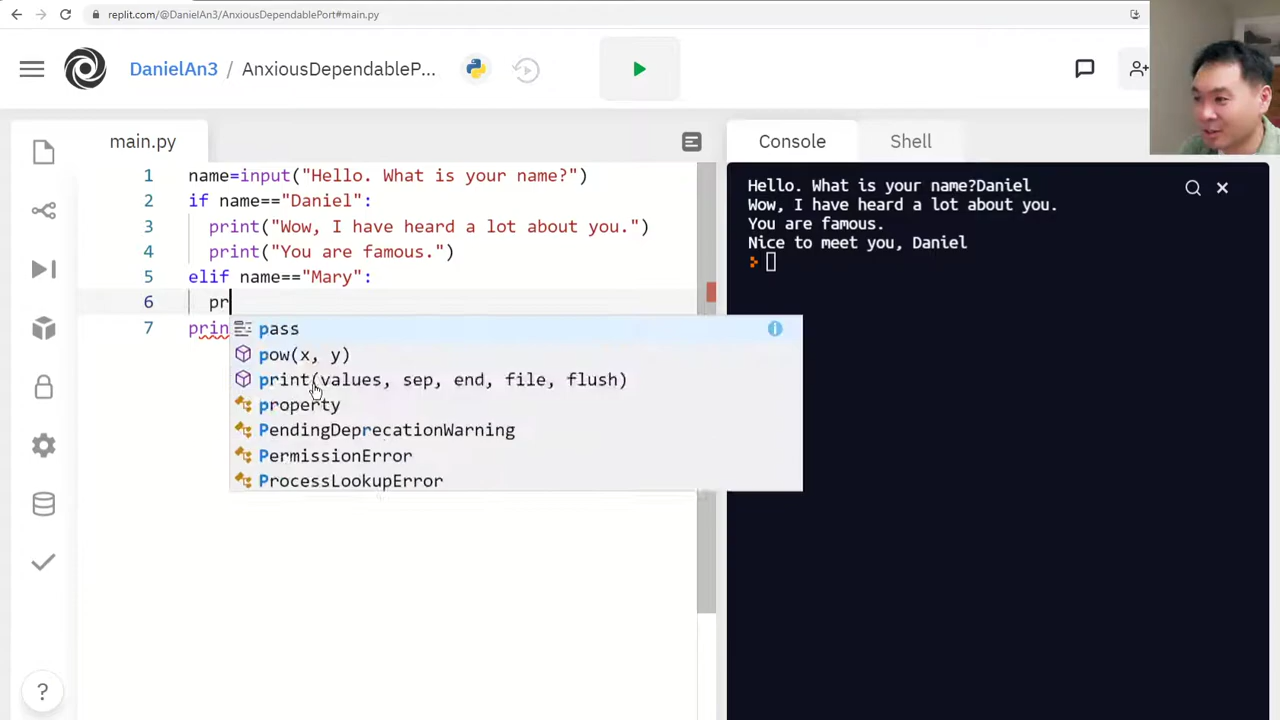 replit.com/@DanielAn3/AnxiousDependablePort#main.py
DanielAn3 / AnxiousDependableP...
main.py
Console
Shell
1 name=input("Hello. What is your name?")
2 if name=="Daniel":
3 print("Wow, I have heard a lot about you.")
4 print("You are famous.")
5 elif name=="Mary":
6 pr
7 prin
pass
pow(x, y)
print(values, sep, end, file, flush)
property
PendingDeprecationWarning
PermissionError
ProcessLookupError
?
Hello. What is your name?Daniel
Wow, I have heard a lot about you.
You are famous.
Nice to meet you, Daniel